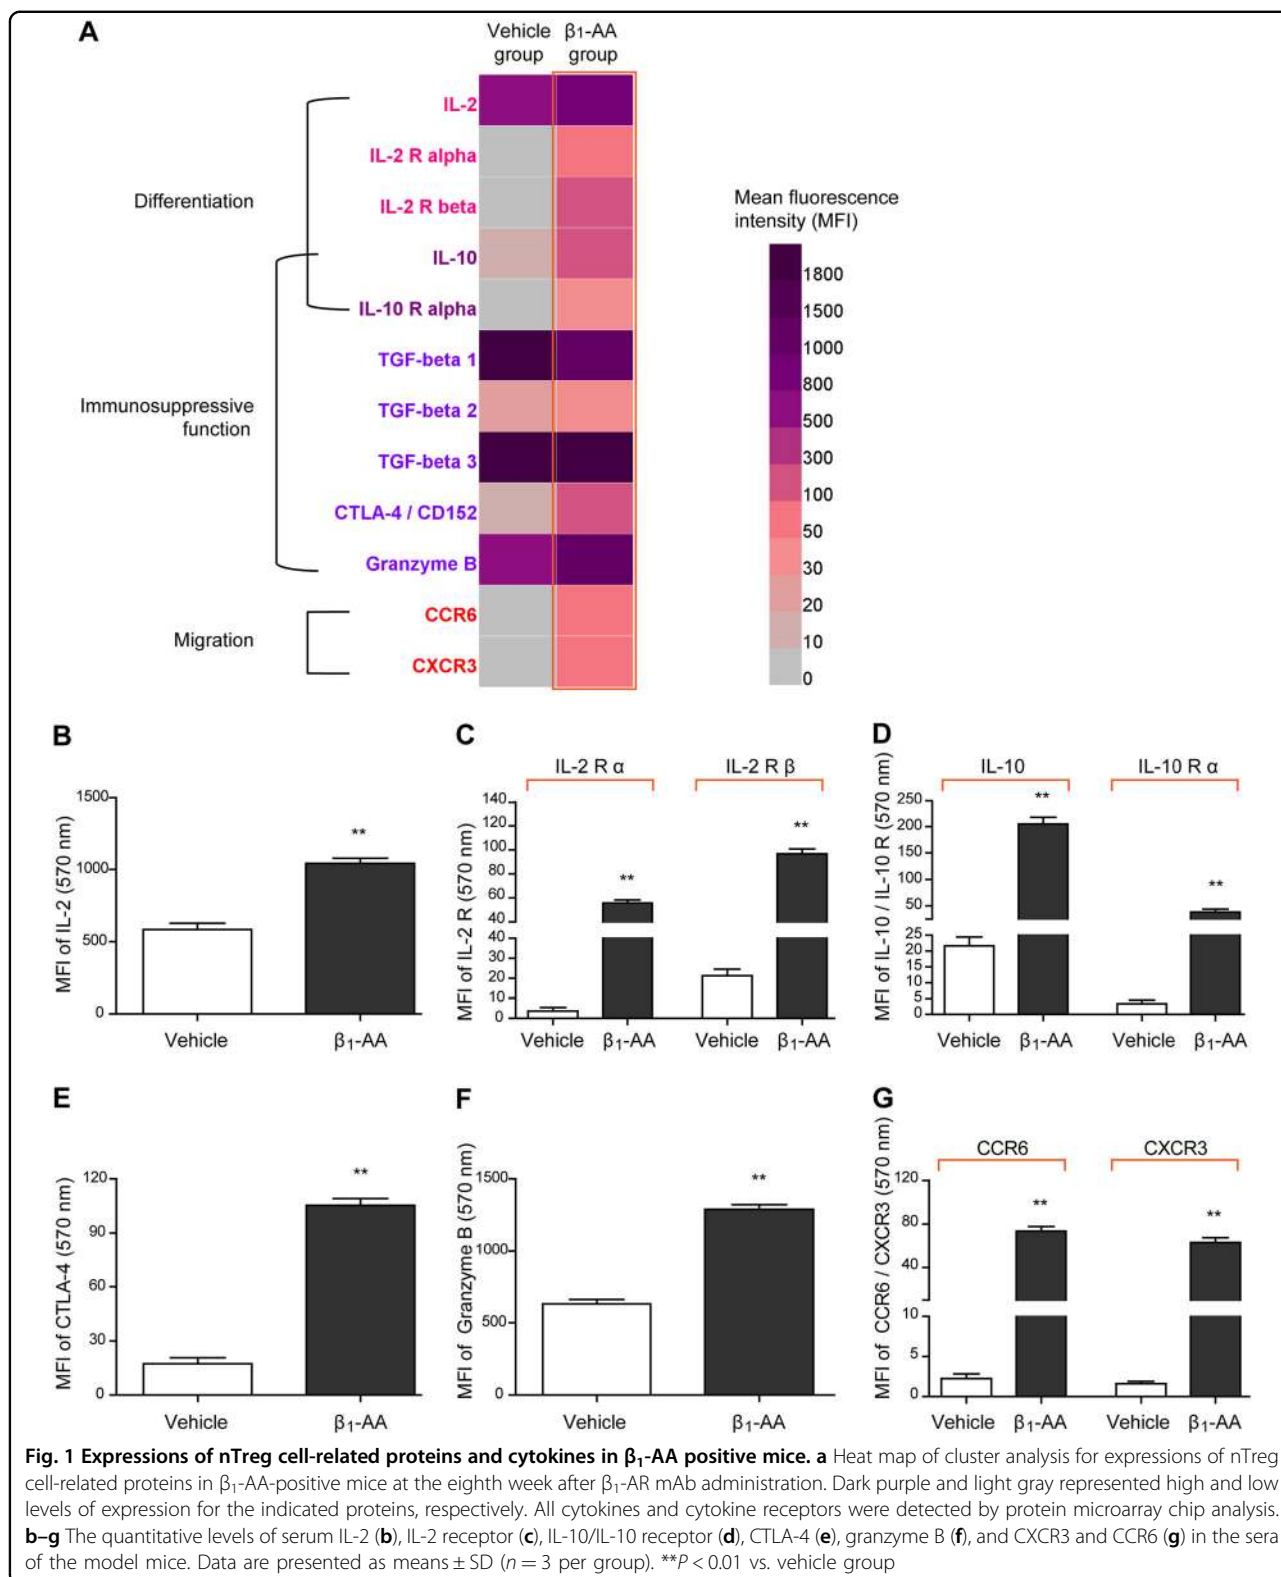 A
Vehicle group
β1-AA group
Differentiation
Immunosuppressive function
Migration
IL-2
IL-2 R alpha
IL-2 R beta
IL-10
IL-10 R alpha
TGF-beta 1
TGF-beta 2
TGF-beta 3
CTLA-4 / CD152
Granzyme B
CCR6
CXCR3
Mean fluorescence
intensity (MFI)
1800
1500
1000
800
500
300
100
50
30
20
10
0
B
MFI of IL-2 (570 nm)
1500
1000
500
0
**
Vehicle
β1-AA
C
IL-2 R α
IL-2 R β
MFI of IL-2 R (570 nm)
140
120
100
80
60
40
40
30
20
10
0
**
**
Vehicle
β1-AA
Vehicle
β1-AA
D
IL-10
IL-10 R α
MFI of IL-10 / IL-10 R (570 nm)
250
200
150
100
50
25
25
20
15
10
5
0
**
**
Vehicle
β1-AA
Vehicle
β1-AA
E
MFI of CTLA-4 (570 nm)
120
90
60
30
0
**
Vehicle
β1-AA
F
MFI of Granzyme B (570 nm)
1500
1000
500
0
**
Vehicle
β1-AA
G
CCR6
CXCR3
MFI of CCR6 / CXCR3 (570 nm)
120
80
40
10
5
0
**
**
Vehicle
β1-AA
Vehicle
β1-AA
Fig. 1 Expressions of nTreg cell-related proteins and cytokines in β1-AA positive mice. a Heat map of cluster analysis for expressions of nTreg
cell-related proteins in β1-AA-positive mice at the eighth week after β1-AR mAb administration. Dark purple and light gray represented high and low
levels of expression for the indicated proteins, respectively. All cytokines and cytokine receptors were detected by protein microarray chip analysis.
b–g The quantitative levels of serum IL-2 (b), IL-2 receptor (c), IL-10/IL-10 receptor (d), CTLA-4 (e), granzyme B (f), and CXCR3 and CCR6 (g) in the sera
of the model mice. Data are presented as means ± SD (n = 3 per group). **P < 0.01 vs. vehicle group